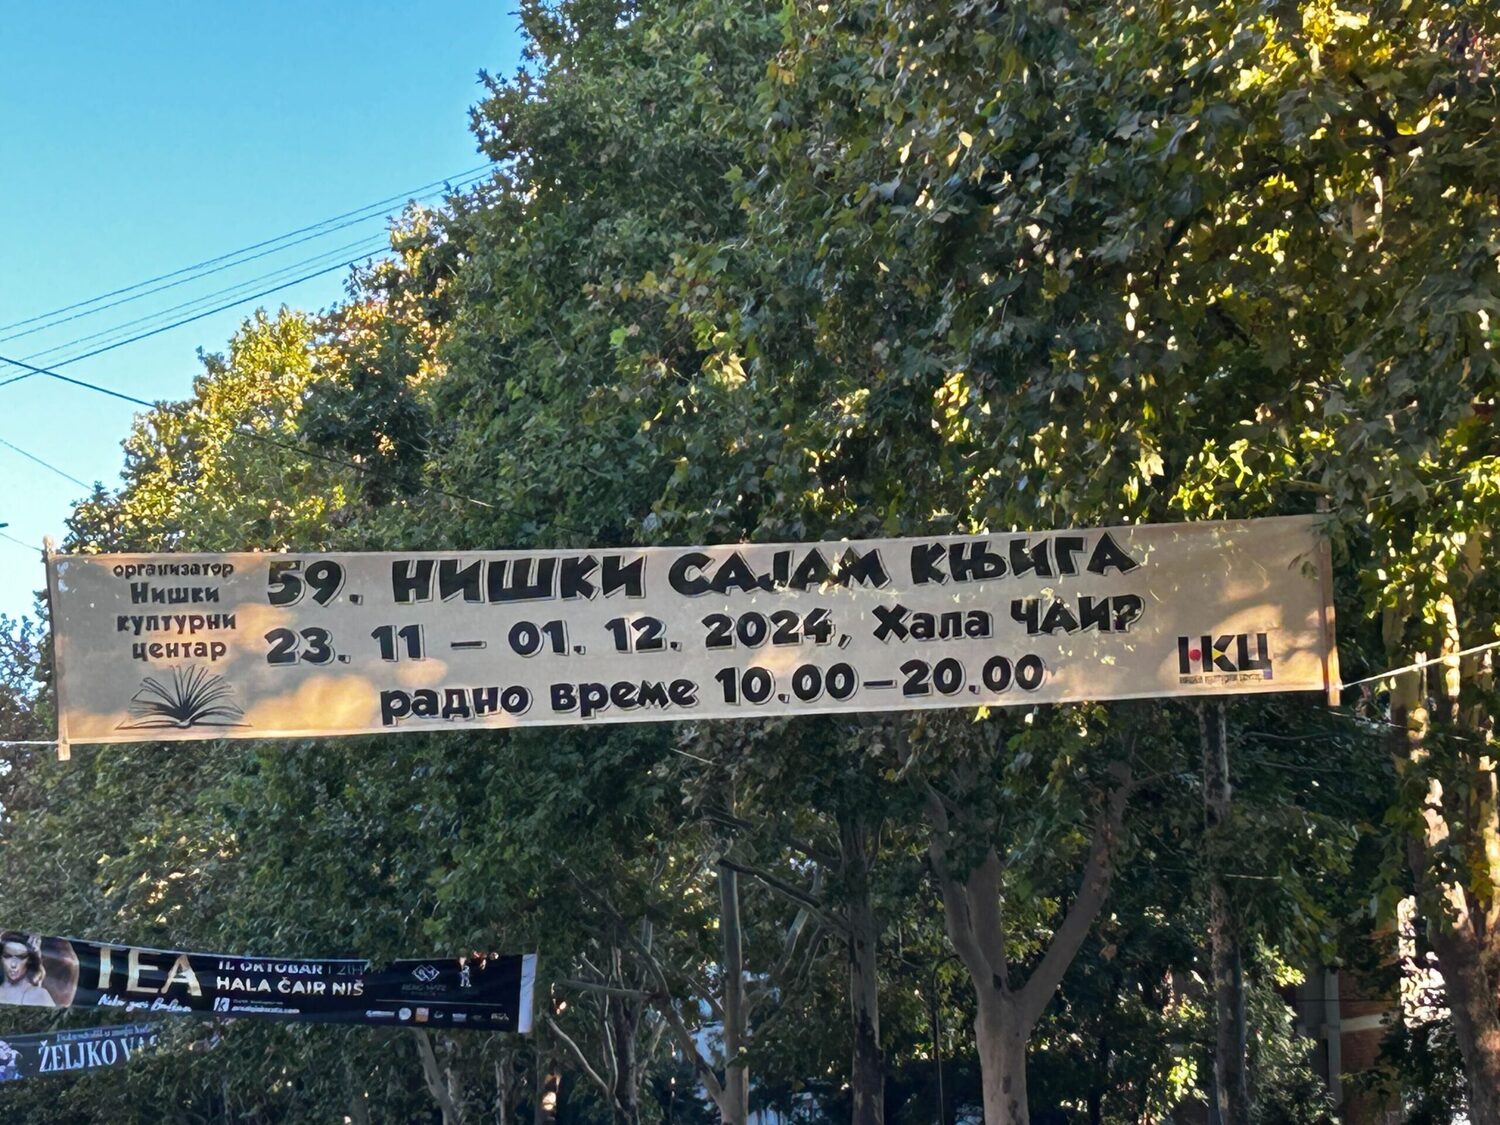 организатор
Нишки
културни
центар
59. НИШКИ САЈАМ КЊИГА
23. 11 – 01. 12. 2024, Хала ЧАИР
радно време 10.00–20.00
НКЦ
TEA
11. OKTOBAR | 20H
HALA ČAIR NIŠ
ŽELJKO